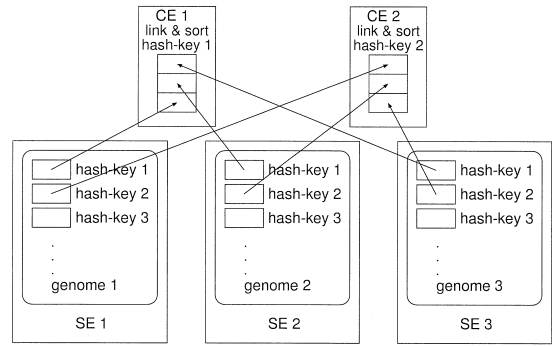 CE 1
link & sort
hash-key 1
CE 2
link & sort
hash-key 2
hash-key 1
hash-key 2
hash-key 3
.
.
.
genome 1
SE 1
hash-key 1
hash-key 2
hash-key 3
.
.
.
genome 2
SE 2
hash-key 1
hash-key 2
hash-key 3
.
.
.
genome 3
SE 3